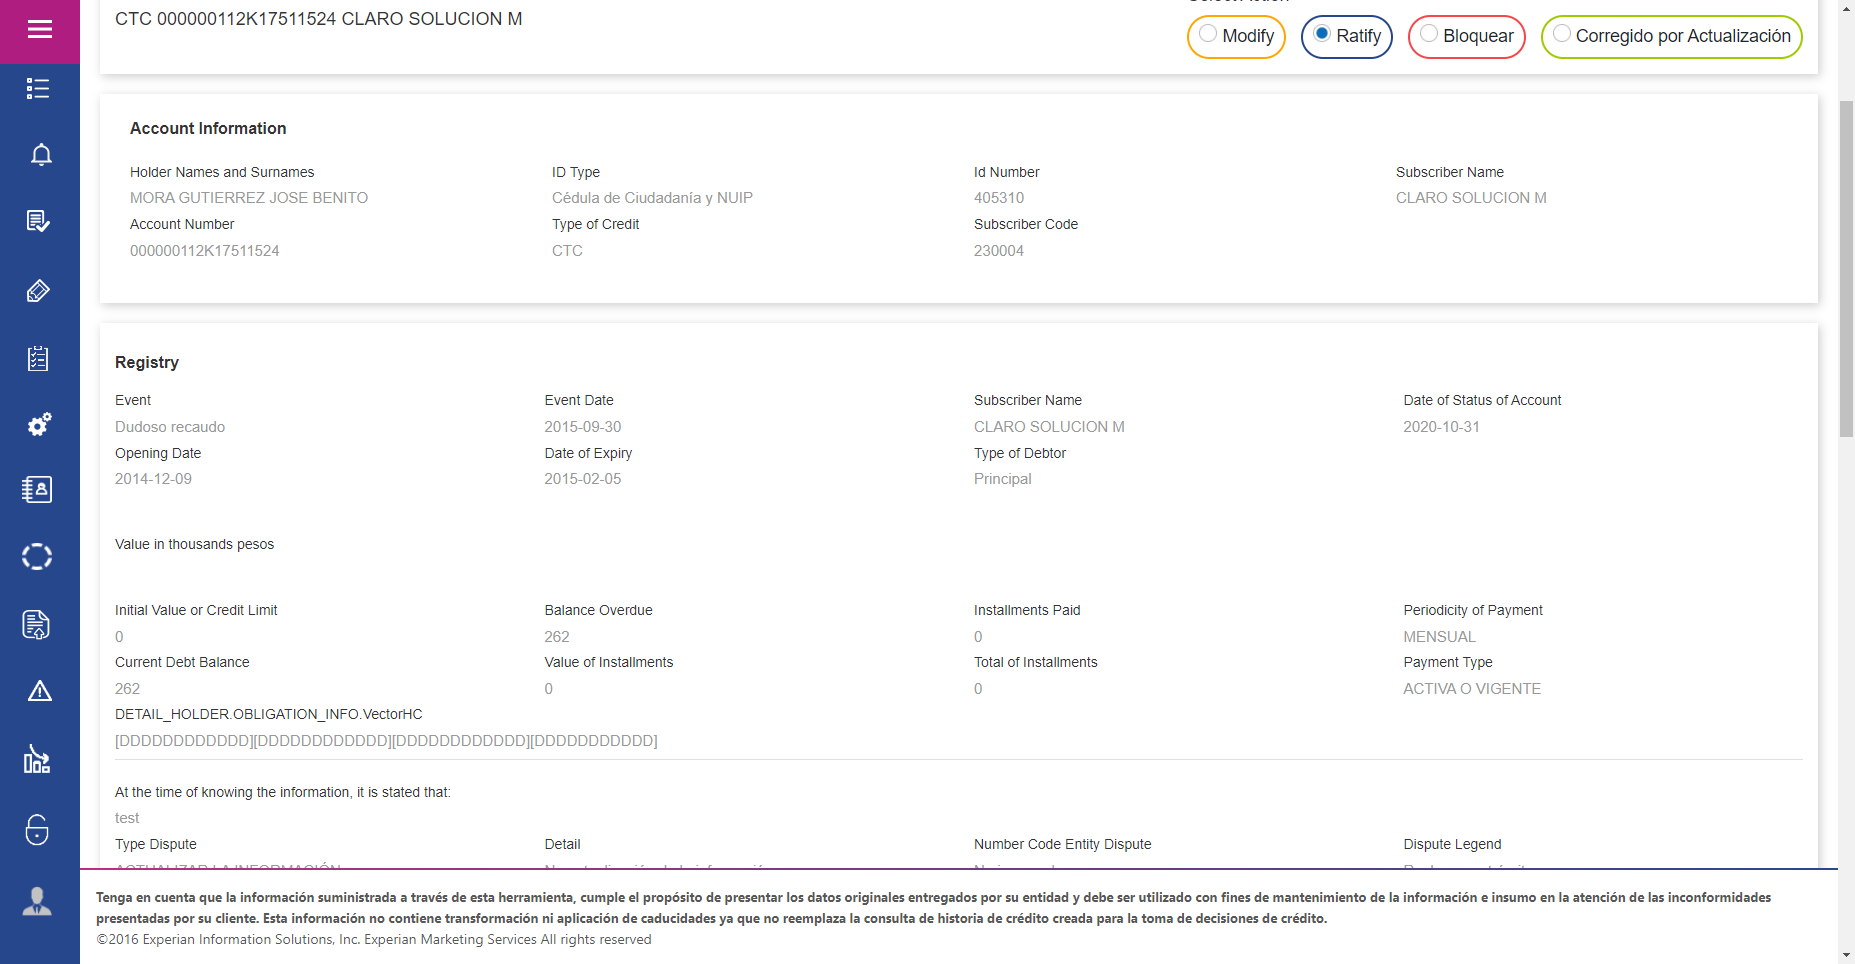 CTC 000000112K17511524 CLARO SOLUCION M
Modify Ratify Bloquear Corregido por Actualización
Account Information
Holder Names and Surnames ID Type Id Number Subscriber Name
MORA GUTIERREZ JOSE BENITO Cédula de Ciudadanía y NUIP 405310 CLARO SOLUCION M
Account Number Type of Credit Subscriber Code
000000112K17511524 CTC 230004
Registry
Event Event Date Subscriber Name Date of Status of Account
Dudoso recaudo 2015-09-30 CLARO SOLUCION M 2020-10-31
Opening Date Date of Expiry Type of Debtor
2014-12-09 2015-02-05 Principal
Value in thousands pesos
Initial Value or Credit Limit Balance Overdue Installments Paid Periodicity of Payment
0 262 0 MENSUAL
Current Debt Balance Value of Installments Total of Installments Payment Type
262 0 0 ACTIVA O VIGENTE
DETAIL_HOLDER.OBLIGATION_INFO.VectorHC
[DDDDDDDDDDDD][DDDDDDDDDDDD][DDDDDDDDDDDD][DDDDDDDDDDD]
At the time of knowing the information, it is stated that:
test
Type Dispute Detail Number Code Entity Dispute Dispute Legend
ACTUALIZAR LA INFORMACIÓN
Tenga en cuenta que la información suministrada a través de esta herramienta, cumple el propósito de presentar los datos originales entregados por su entidad y debe ser utilizado con fines de mantenimiento de la información e insumo en la atención de las inconformidades
presentadas por su cliente. Esta información no contiene transformación ni aplicación de caducidades ya que no reemplaza la consulta de historia de crédito creada para la toma de decisiones de crédito.
©2016 Experian Information Solutions, Inc. Experian Marketing Services All rights reserved